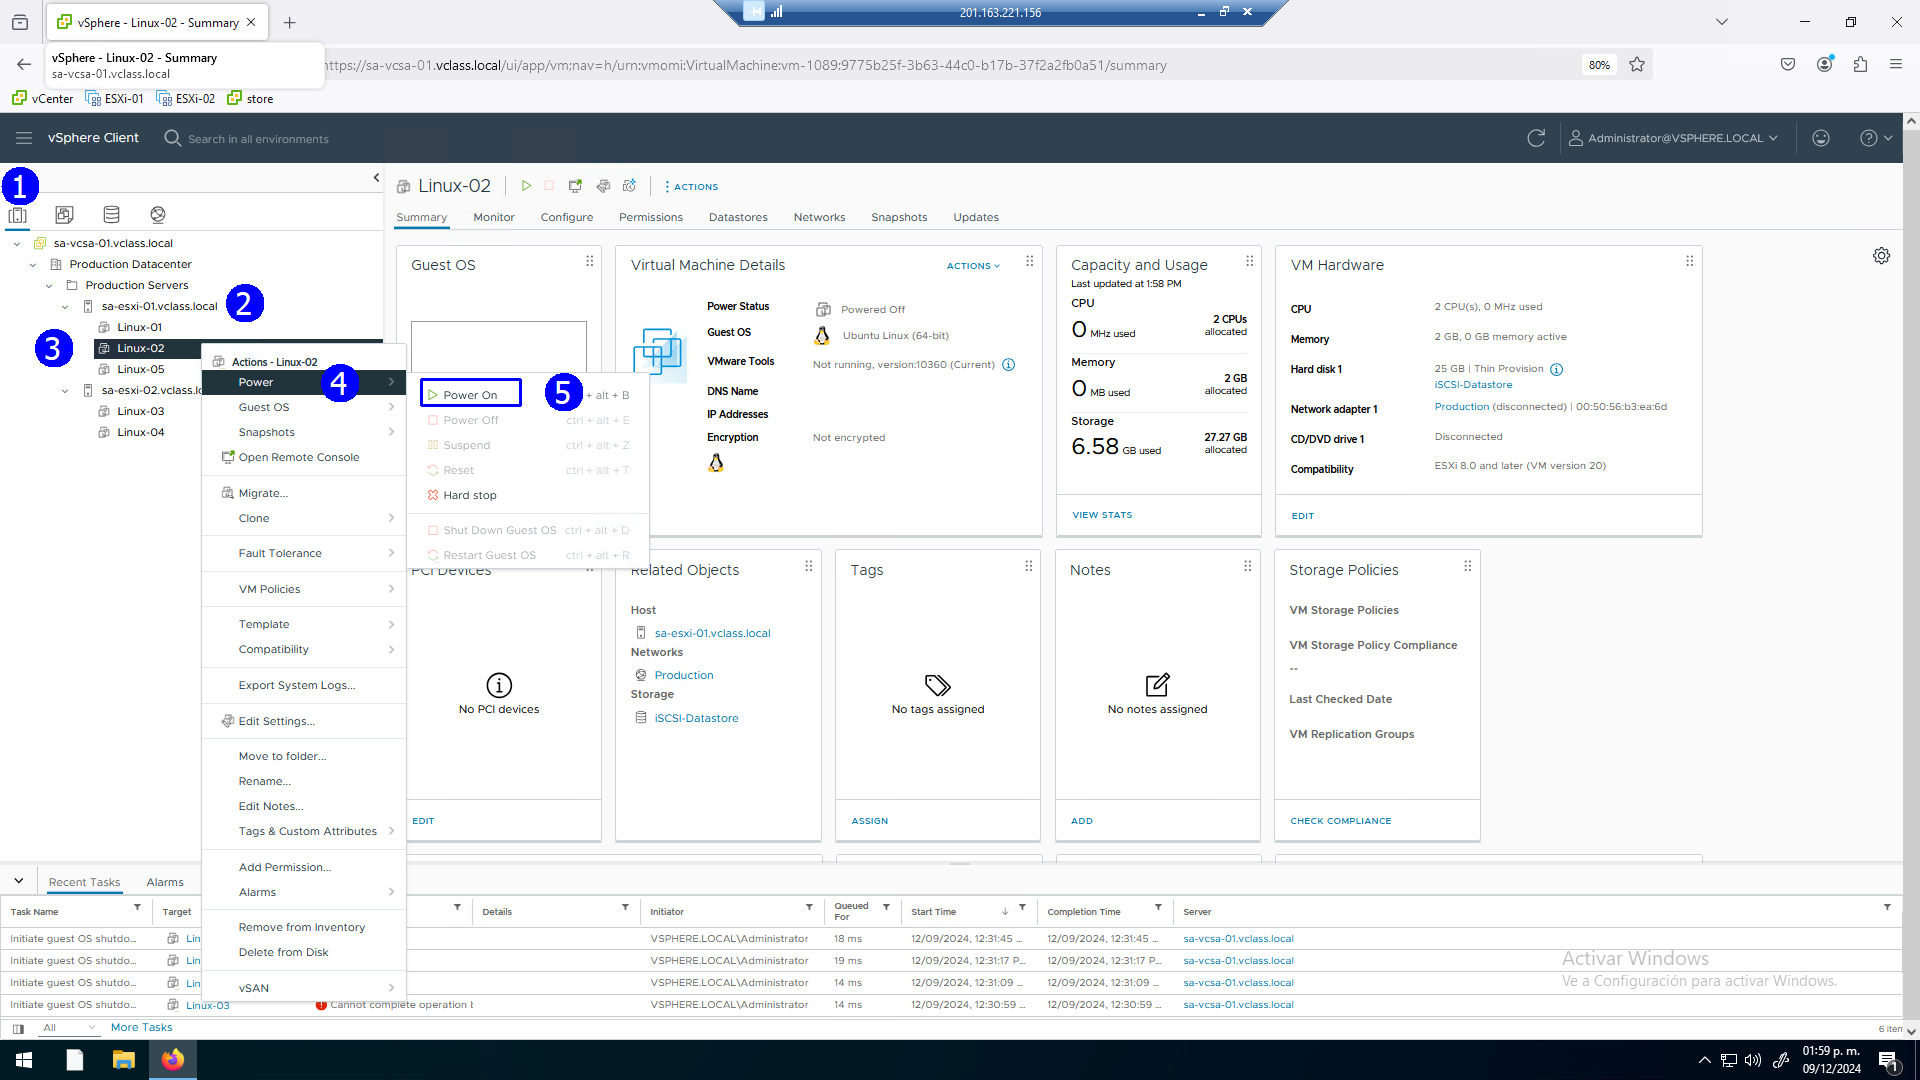 vSphere - Linux-02 - Summary
201.163.221.156
vSphere - Linux-02 - Summary
sa-vcsa-01.vclass.local
ttps://sa-vcsa-01.vclass.local/ui/app/vm;nav=h/urn:vmomi:VirtualMachine:vm-1089:9775b25f-3b63-44c0-b17b-37f2a2fb0a51/summary
80%
vCenter
ESXi-01
ESXi-02
store
vSphere Client
Search in all environments
Administrator@VSPHERE.LOCAL
1
Linux-02
ACTIONS
Summary
Monitor
Configure
Permissions
Datastores
Networks
Snapshots
Updates
sa-vcsa-01.vclass.local
Production Datacenter
Production Servers
sa-esxi-01.vclass.local
2
Linux-01
3
Linux-02
Linux-05
sa-esxi-02.vclass.lo
Linux-03
Linux-04
Actions - Linux-02
Power
4
Guest OS
Snapshots
Open Remote Console
Migrate...
Clone
Fault Tolerance
VM Policies
Template
Compatibility
Export System Logs...
Edit Settings...
Move to folder...
Rename...
Edit Notes...
Tags & Custom Attributes
Add Permission...
Alarms
Remove from Inventory
Delete from Disk
vSAN
Power On
5
+ alt + B
Power Off ctrl + alt + E
Suspend ctrl + alt + Z
Reset ctrl + alt + T
Hard stop
Shut Down Guest OS ctrl + alt + D
Restart Guest OS ctrl + alt + R
Guest OS
Virtual Machine Details
ACTIONS
Power Status Powered Off
Guest OS Ubuntu Linux (64-bit)
VMware Tools Not running, version:10360 (Current)
DNS Name
IP Addresses
Encryption Not encrypted
Capacity and Usage
Last updated at 1:58 PM
CPU
0 MHz used
2 CPUs
allocated
Memory
0 MB used
2 GB
allocated
Storage
6.58 GB used
27.27 GB
allocated
VIEW STATS
VM Hardware
CPU 2 CPU(s), 0 MHz used
Memory 2 GB, 0 GB memory active
Hard disk 1 25 GB | Thin Provision
iSCSI-Datastore
Network adapter 1 Production (disconnected) | 00:50:56:b3:ea:6d
CD/DVD drive 1 Disconnected
Compatibility ESXi 8.0 and later (VM version 20)
EDIT
PCI Devices
No PCI devices
EDIT
Related Objects
Host
sa-esxi-01.vclass.local
Networks
Production
Storage
iSCSI-Datastore
Tags
No tags assigned
ASSIGN
Notes
No notes assigned
ADD
Storage Policies
VM Storage Policies
VM Storage Policy Compliance
--
Last Checked Date
VM Replication Groups
CHECK COMPLIANCE
Recent Tasks
Alarms
Task Name Target Details Initiator Queued For Start Time Completion Time Server
Initiate guest OS shutdo... Lin VSPHERE.LOCAL\Administrator 18 ms 12/09/2024, 12:31:45 ... 12/09/2024, 12:31:45 ... sa-vcsa-01.vclass.local
Initiate guest OS shutdo... Lin VSPHERE.LOCAL\Administrator 19 ms 12/09/2024, 12:31:17 P... 12/09/2024, 12:31:17 P... sa-vcsa-01.vclass.local
Initiate guest OS shutdo... Lin VSPHERE.LOCAL\Administrator 14 ms 12/09/2024, 12:31:09 ... 12/09/2024, 12:31:09 ... sa-vcsa-01.vclass.local
Initiate guest OS shutdo... Linux-03 Cannot complete operation b VSPHERE.LOCAL\Administrator 14 ms 12/09/2024, 12:30:59 ... 12/09/2024, 12:30:59 ... sa-vcsa-01.vclass.local
Activar Windows
Ve a Configuración para activar Windows.
All
More Tasks
6 item
01:59 p. m.
09/12/2024
1